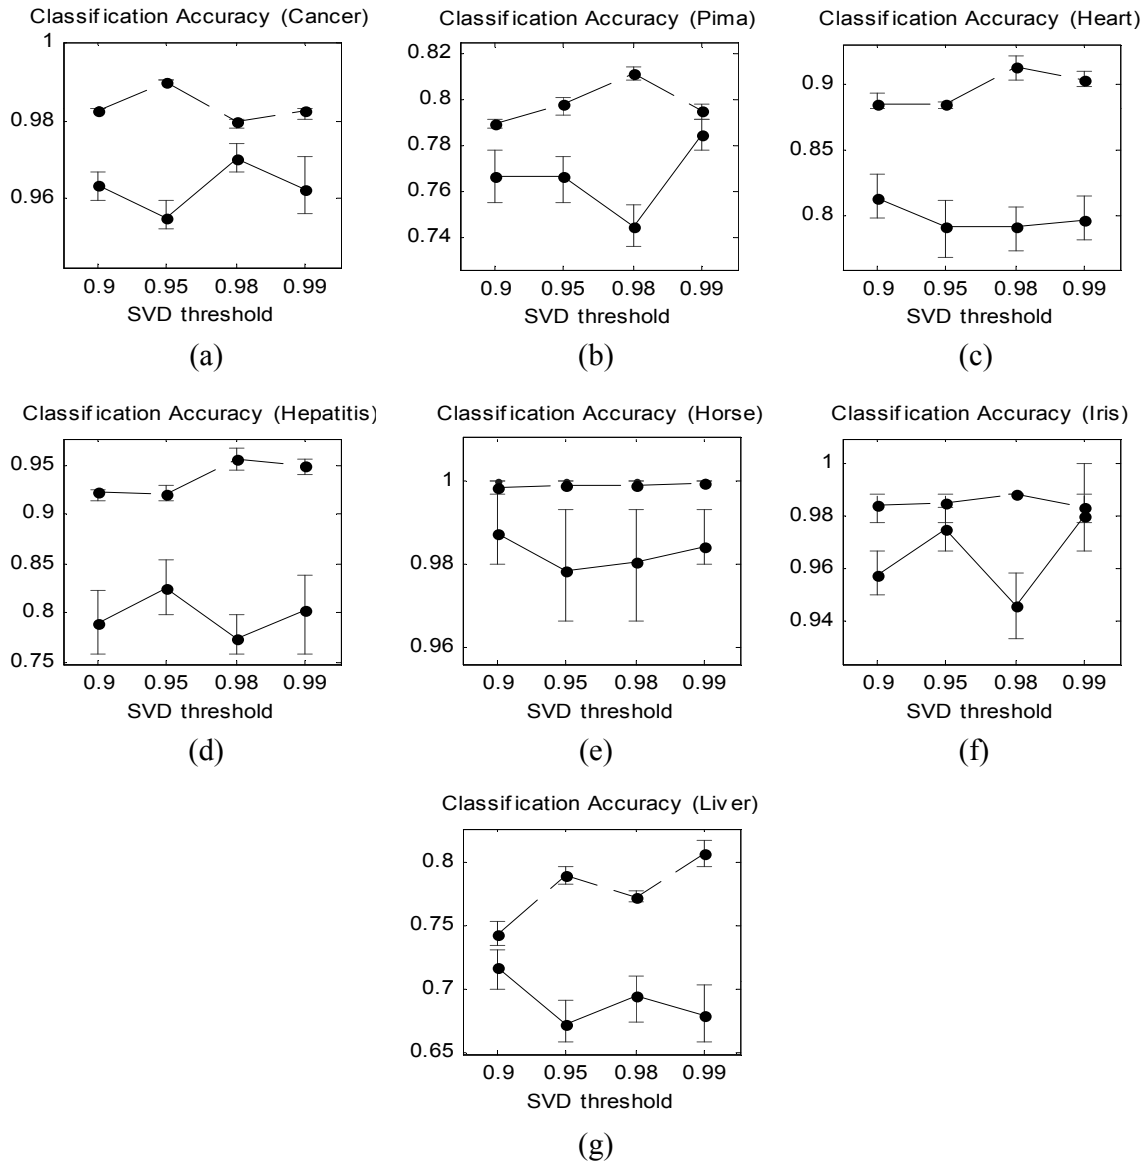 Classification Accuracy (Cancer)
1
0.98
0.96
0.9 0.95 0.98 0.99
SVD threshold
(a)
Classification Accuracy (Pima)
0.82
0.8
0.78
0.76
0.74
0.9 0.95 0.98 0.99
SVD threshold
(b)
Classification Accuracy (Heart)
0.9
0.85
0.8
0.9 0.95 0.98 0.99
SVD threshold
(c)
Classification Accuracy (Hepatitis)
0.95
0.9
0.85
0.8
0.75
0.9 0.95 0.98 0.99
SVD threshold
(d)
Classification Accuracy (Horse)
1
0.98
0.96
0.9 0.95 0.98 0.99
SVD threshold
(e)
Classification Accuracy (Iris)
1
0.98
0.96
0.94
0.9 0.95 0.98 0.99
SVD threshold
(f)
Classification Accuracy (Liver)
0.8
0.75
0.7
0.65
0.9 0.95 0.98 0.99
SVD threshold
(g)